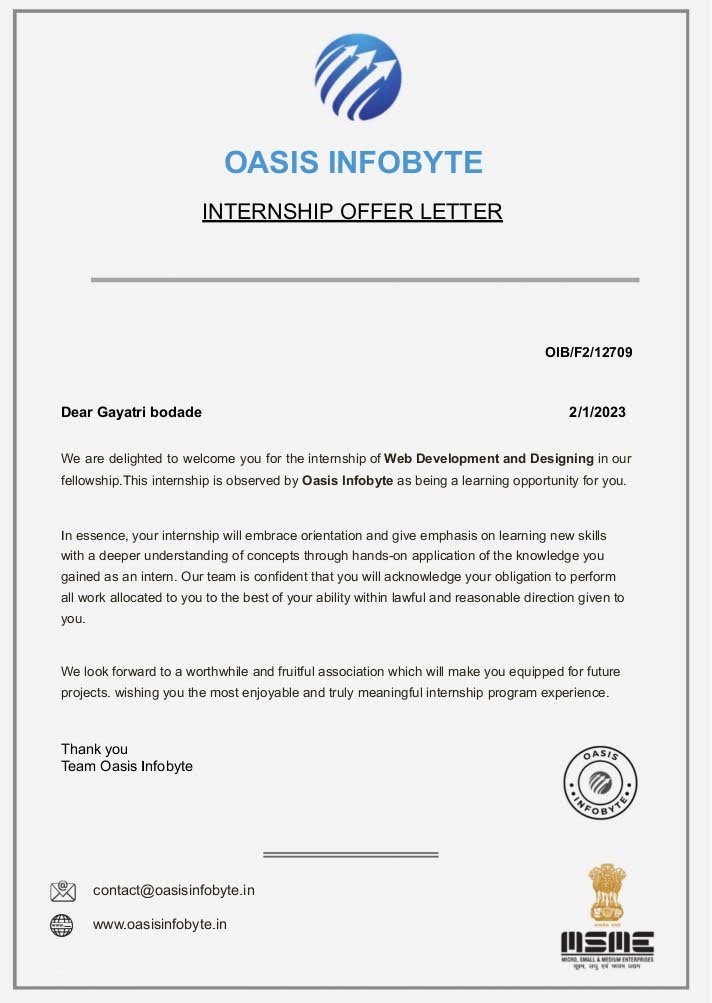 OASIS INFOBYTE
INTERNSHIP OFFER LETTER
OIB/F2/12709
Dear Gayatri bodade 2/1/2023
We are delighted to welcome you for the internship of Web Development and Designing in our
fellowship.This internship is observed by Oasis Infobyte as being a learning opportunity for you.
In essence, your internship will embrace orientation and give emphasis on learning new skills
with a deeper understanding of concepts through hands-on application of the knowledge you
gained as an intern. Our team is confident that you will acknowledge your obligation to perform
all work allocated to you to the best of your ability within lawful and reasonable direction given to
you.
We look forward to a worthwhile and fruitful association which will make you equipped for future
projects. wishing you the most enjoyable and truly meaningful internship program experience.
Thank you
Team Oasis Infobyte
OASIS
INFOBYTE
contact@oasisinfobyte.in
www.oasisinfobyte.in
MSME
MICRO, SMALL & MEDIUM ENTERPRISES
सूक्ष्म, लघु एवं मध्यम उद्यम